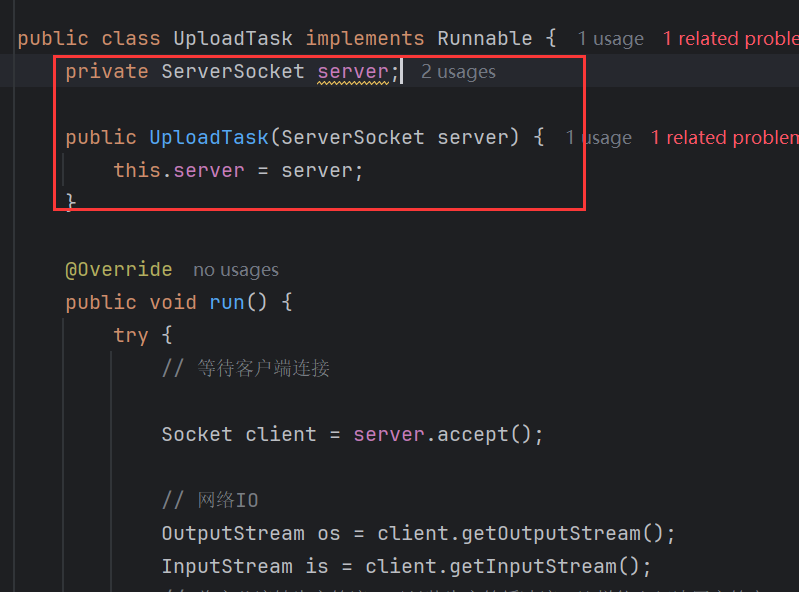 public class UploadTask implements Runnable { 1 usage 1 related proble
private ServerSocket server; 2 usages
public UploadTask(ServerSocket server) { 1 usage 1 related problem
this.server = server;
}
@Override no usages
public void run() {
try {
// 等待客户端连接
Socket client = server.accept();
// 网络IO
OutputStream os = client.getOutputStream();
InputStream is = client.getInputStream();